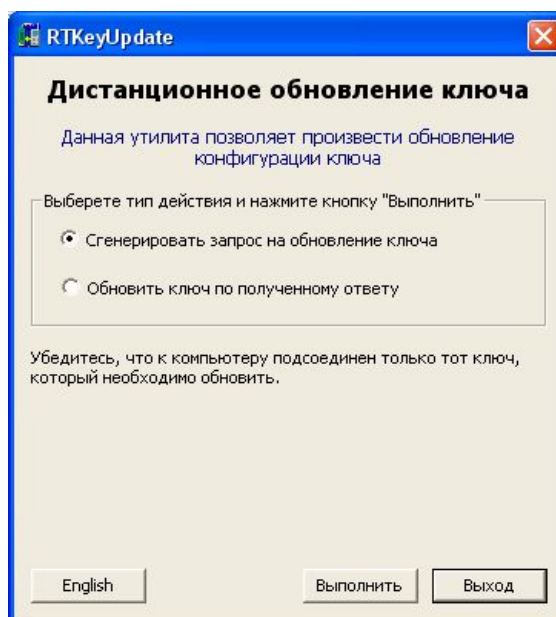 RTKeyUpdate
Дистанционное обновление ключа
Данная утилита позволяет произвести обновление
конфигурации ключа
Выберете тип действия и нажмите кнопку "Выполнить"
Сгенерировать запрос на обновление ключа
Обновить ключ по полученному ответу
Убедитесь, что к компьютеру подсоединен только тот ключ,
который необходимо обновить.
English
Выполнить
Выход